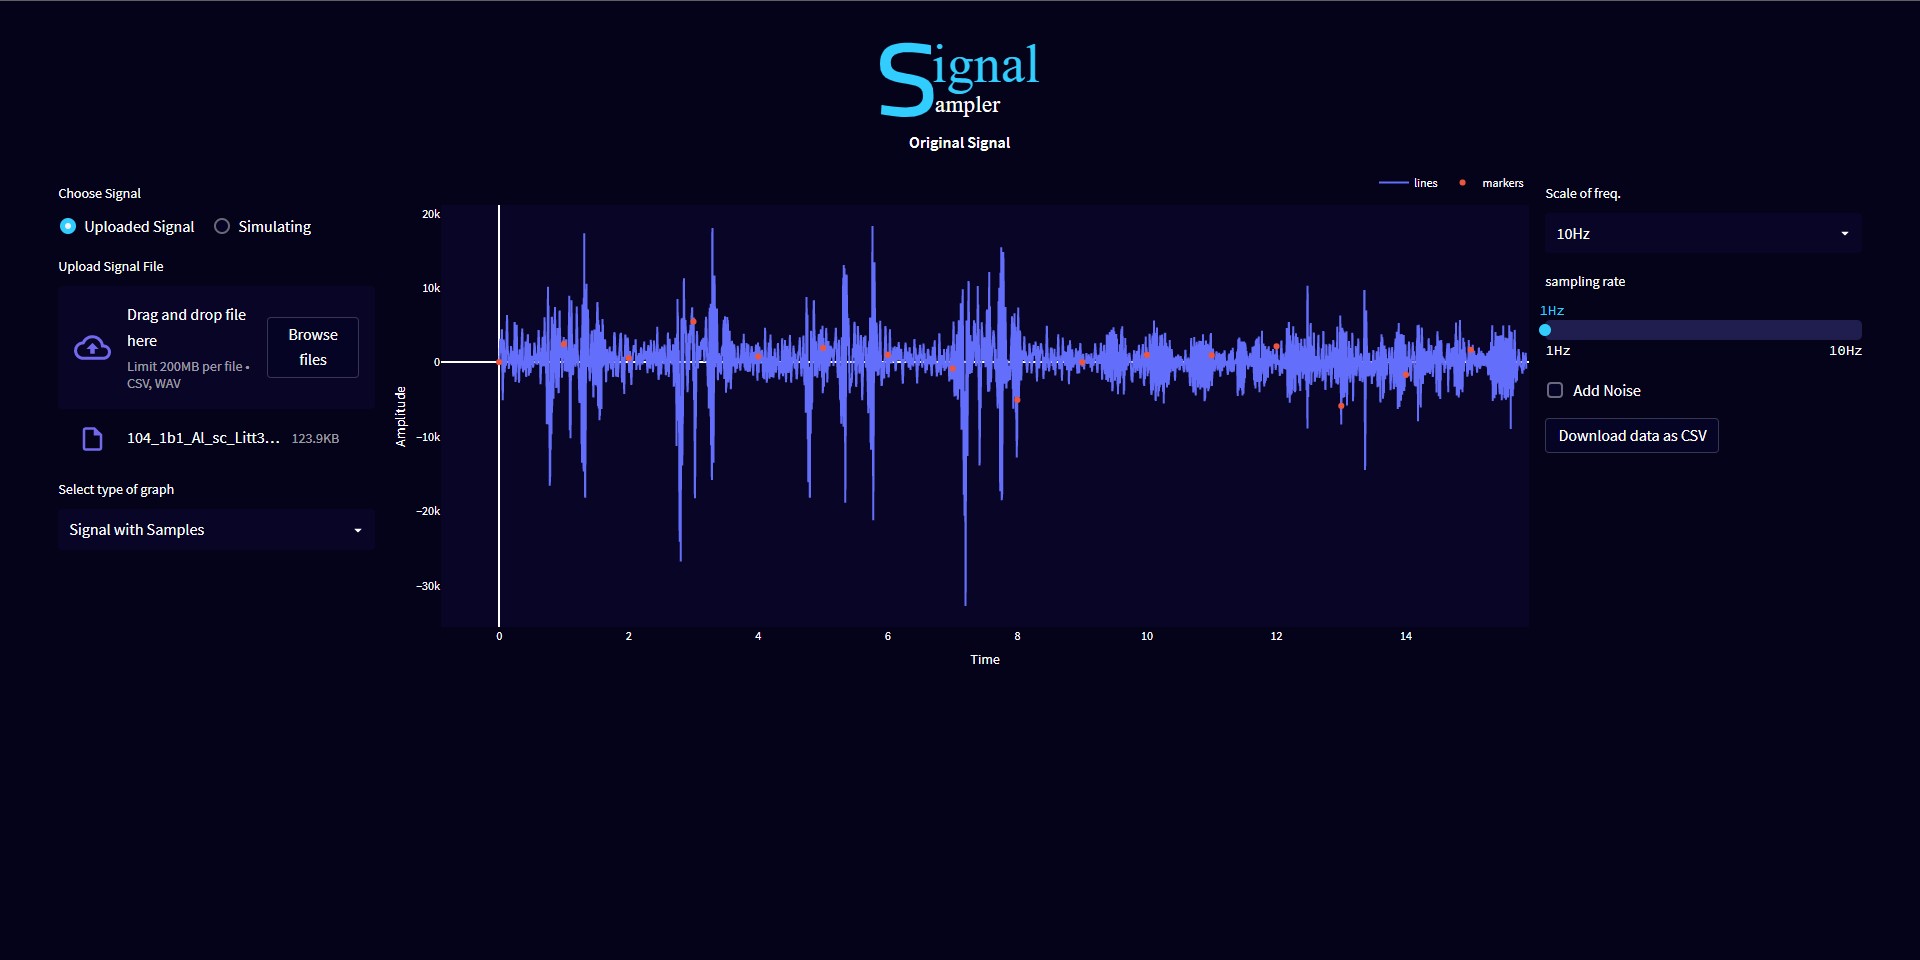 Signal
ampler
Original Signal
Choose Signal
Uploaded Signal
Simulating
Upload Signal File
Drag and drop file
here
Limit 200MB per file •
CSV, WAV
Browse
files
104_1b1_Al_sc_Litt3...
123.9KB
Select type of graph
Signal with Samples
lines
markers
20k
10k
0
−10k
−20k
−30k
Amplitude
0
2
4
6
8
10
12
14
Time
Scale of freq.
10Hz
sampling rate
1Hz
1Hz
10Hz
Add Noise
Download data as CSV